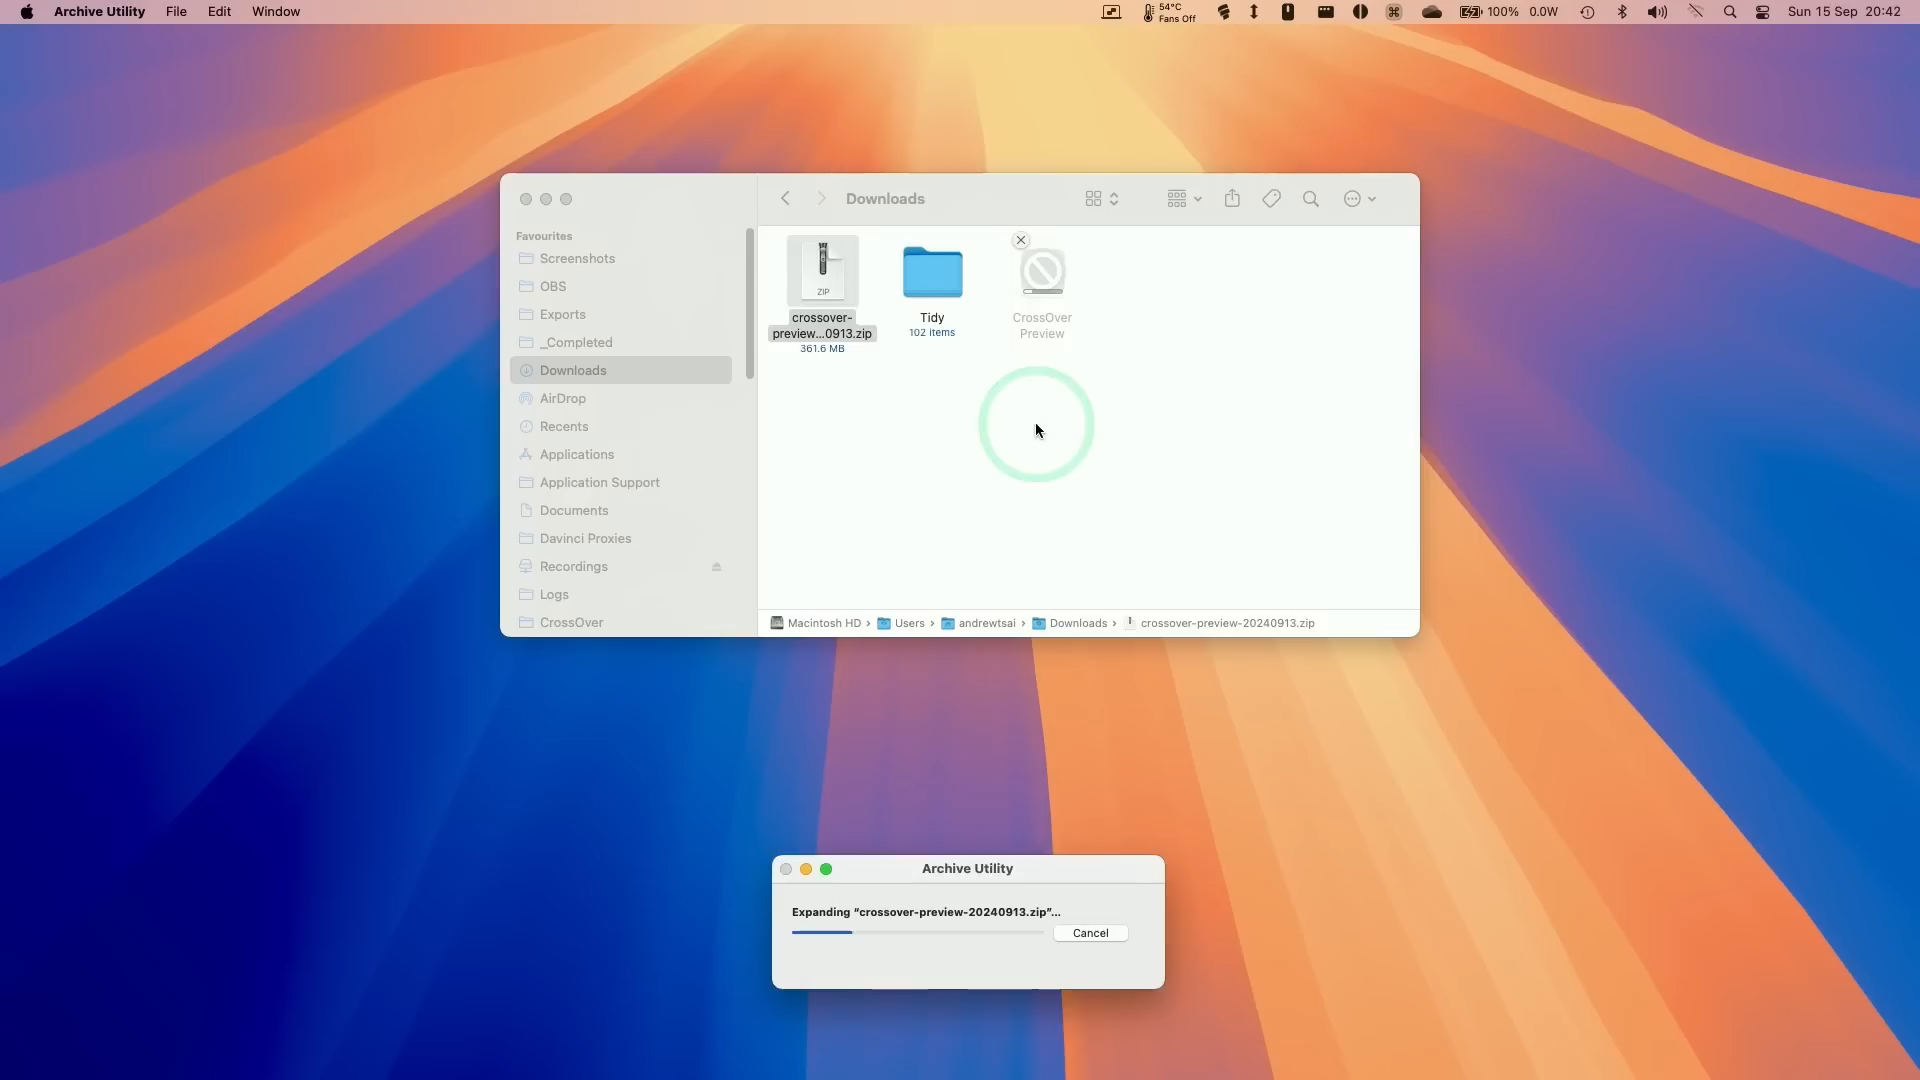 Archive Utility File Edit Window
54°C
Fans Off
100% 0.0W Sun 15 Sep 20:42
Downloads
Favourites
Screenshots
OBS
Exports
_Completed
Downloads
AirDrop
Recents
Applications
Application Support
Documents
Davinci Proxies
Recordings
Logs
CrossOver
ZIP
crossover-
preview...0913.zip
361.6 MB
Tidy
102 items
CrossOver
Preview
Macintosh HD › Users › andrewtsai › Downloads › crossover-preview-20240913.zip
Archive Utility
Expanding “crossover-preview-20240913.zip”...
Cancel